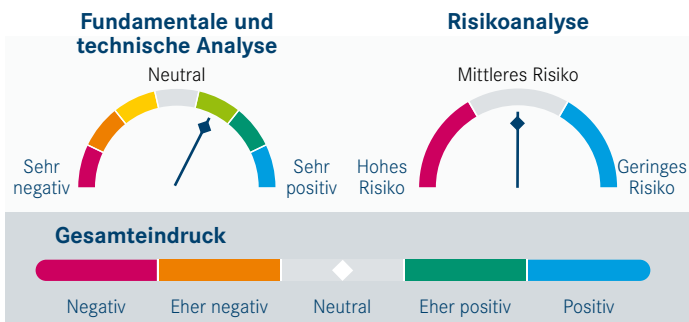 Fundamentale und
technische Analyse
Neutral
Sehr
negativ
Sehr
positiv
Risikoanalyse
Mittleres Risiko
Hohes
Risiko
Geringes
Risiko
Gesamteindruck
Negativ
Eher negativ
Neutral
Eher positiv
Positiv